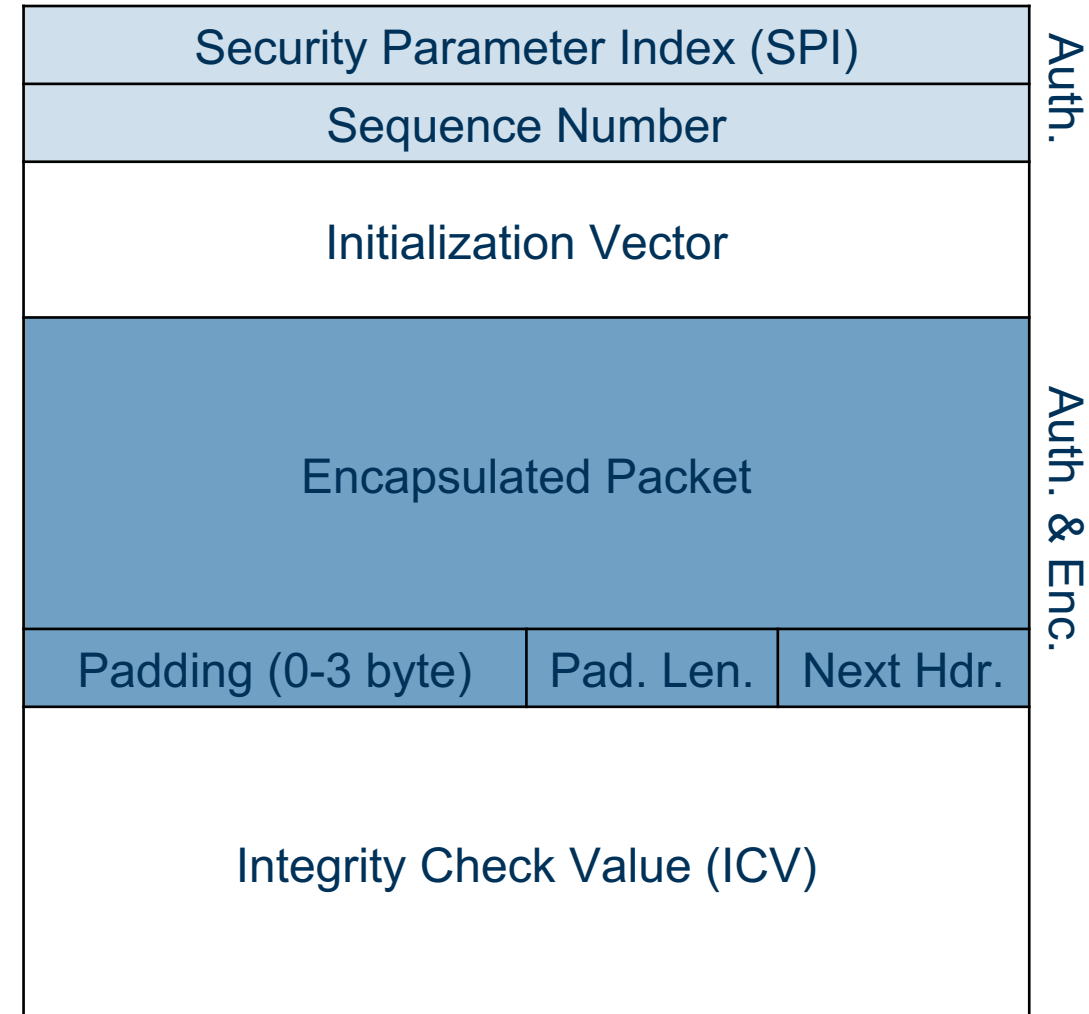 Security Parameter Index (SPI)
Auth.
Sequence Number
Initialization Vector
Encapsulated Packet
Auth. & Enc.
Padding (0-3 byte)
Pad. Len.
Next Hdr.
Integrity Check Value (ICV)